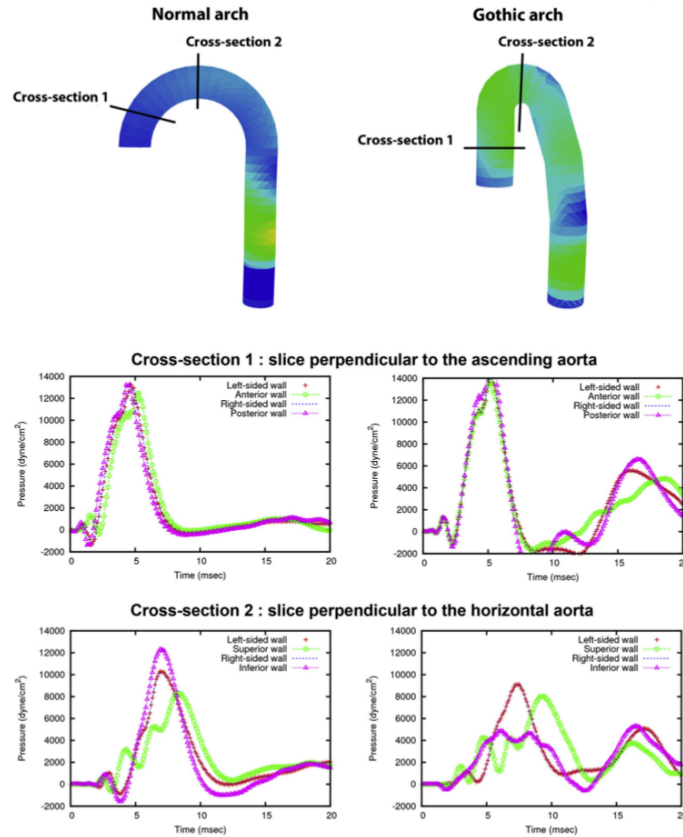 Normal arch
Gothic arch
Cross-section 2
Cross-section 2
Cross-section 1
Cross-section 1
Cross-section 1 : slice perpendicular to the ascending aorta
14000
12000
10000
8000
6000
4000
2000
0
-2000
Pressure (dyne/cm2)
Left-sided wall
Anterior wall
Right-sided wall
Posterior wall
0 5 10 15 20
Time (msec)
14000
12000
10000
8000
6000
4000
2000
0
-2000
Pressure (dyne/cm2)
Left-sided wall
Anterior wall
Right-sided wall
Posterior wall
0 5 10 15 20
Time (msec)
Cross-section 2 : slice perpendicular to the horizontal aorta
14000
12000
10000
8000
6000
4000
2000
0
-2000
Pressure (dyne/cm2)
Left-sided wall
Superior wall
Right-sided wall
Inferior wall
0 5 10 15 20
Time (msec)
14000
12000
10000
8000
6000
4000
2000
0
-2000
Pressure (dyne/cm2)
Left-sided wall
Superior wall
Right-sided wall
Inferior wall
0 5 10 15 20
Time (msec)